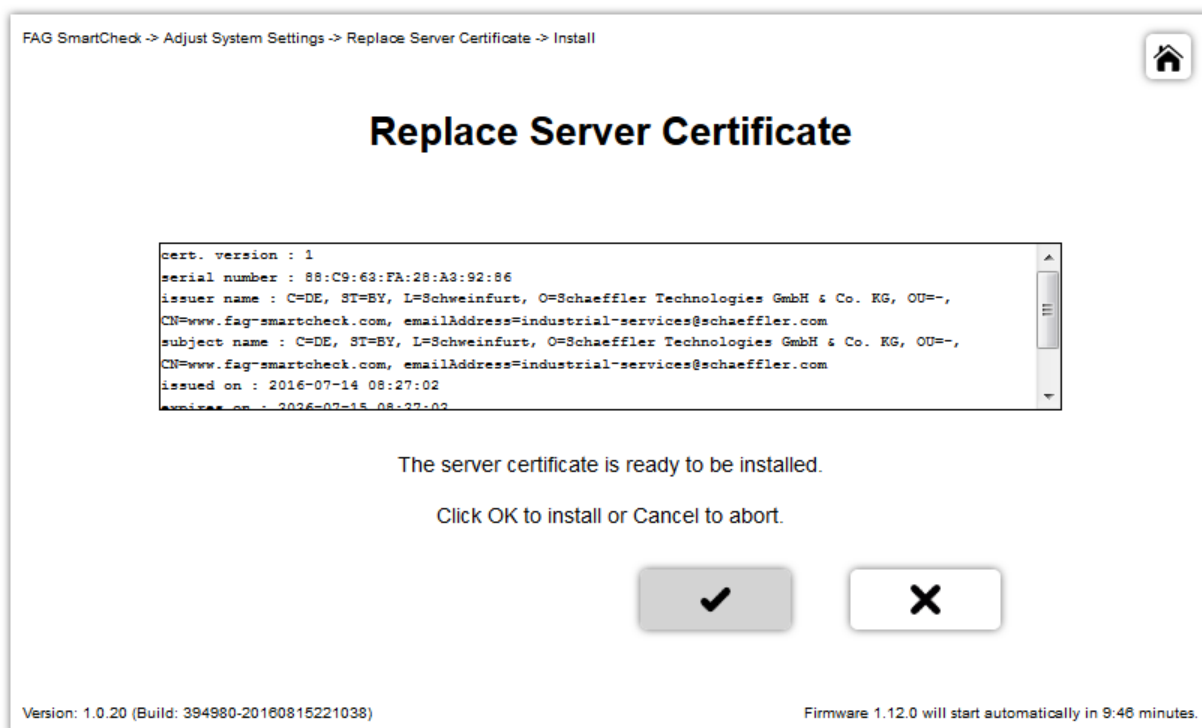 FAG SmartCheck -> Adjust System Settings -> Replace Server Certificate -> Install
Replace Server Certificate
cert. version : 1
serial number : 88:C9:63:FA:28:A3:92:86
issuer name : C=DE, ST=BY, L=Schweinfurt, O=Schaeffler Technologies GmbH & Co. KG, OU=-,
CN=www.fag-smartcheck.com, emailAddress=industrial-services@schaeffler.com
subject name : C=DE, ST=BY, L=Schweinfurt, O=Schaeffler Technologies GmbH & Co. KG, OU=-,
CN=www.fag-smartcheck.com, emailAddress=industrial-services@schaeffler.com
issued on : 2016-07-14 08:27:02
expires on :
The server certificate is ready to be installed.
Click OK to install or Cancel to abort.
Version: 1.0.20 (Build: 394980-20160815221038)
Firmware 1.12.0 will start automatically in 9:46 minutes.